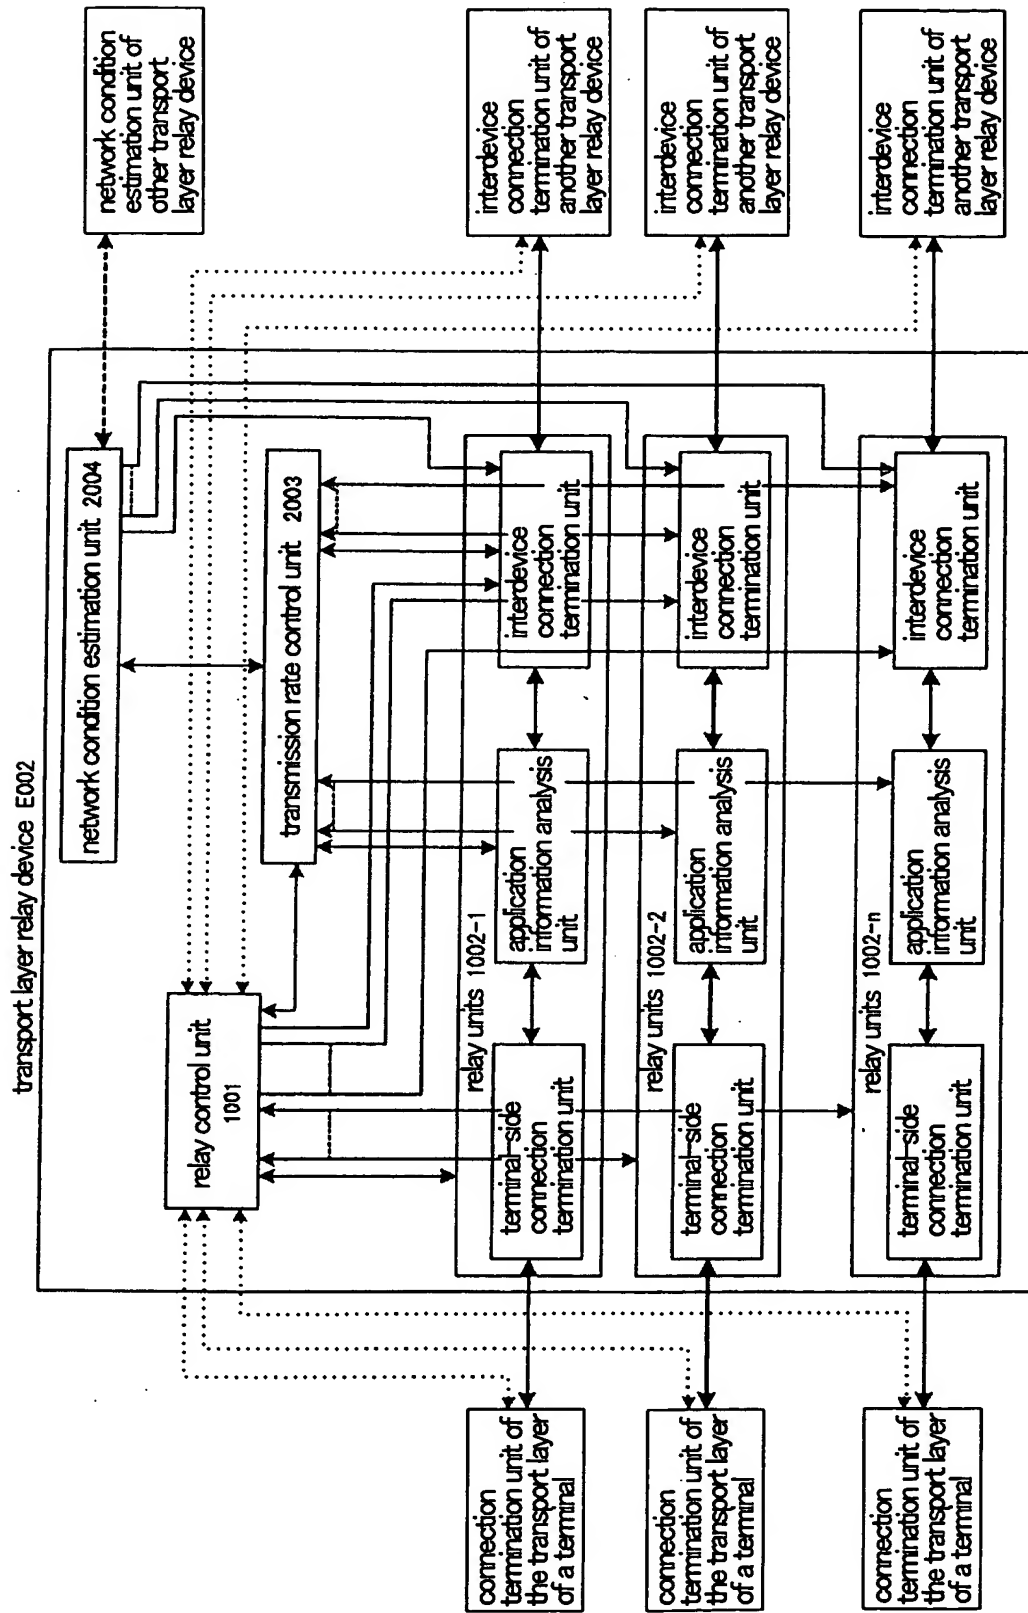 transport layer relay device E002
network condition estimation unit 2004
network condition
estimation unit of
other transport
layer relay device
relay control unit
1001
transmission rate control unit 2003
connection
termination unit of
the transport layer
of a terminal
relay units 1002-1
terminal-side
connection
termination unit
application
information analysis
unit
interdevice
connection
termination unit
interdevice
connection
termination unit of
another transport
layer relay device
connection
termination unit of
the transport layer
of a terminal
relay units 1002-2
terminal-side
connection
termination unit
application
information analysis
unit
interdevice
connection
termination unit
interdevice
connection
termination unit of
another transport
layer relay device
connection
termination unit of
the transport layer
of a terminal
relay units 1002-n
terminal-side
connection
termination unit
application
information analysis
unit
interdevice
connection
termination unit
interdevice
connection
termination unit of
another transport
layer relay device